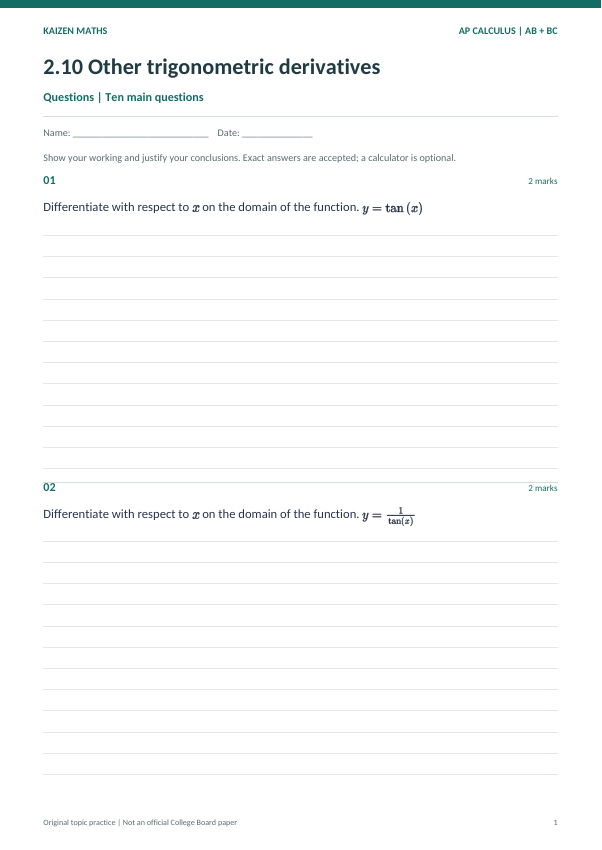 KAIZEN MATHS
AP CALCULUS | AB + BC
2.10 Other trigonometric derivatives
Questions | Ten main questions
Name: ____________________________ Date: ______________
Show your working and justify your conclusions. Exact answers are accepted; a calculator is optional.
01
2 marks
Differentiate with respect to x on the domain of the function. y = tan (x)
02
2 marks
Differentiate with respect to x on the domain of the function. y = 1/tan(x)
Original topic practice | Not an official College Board paper
1